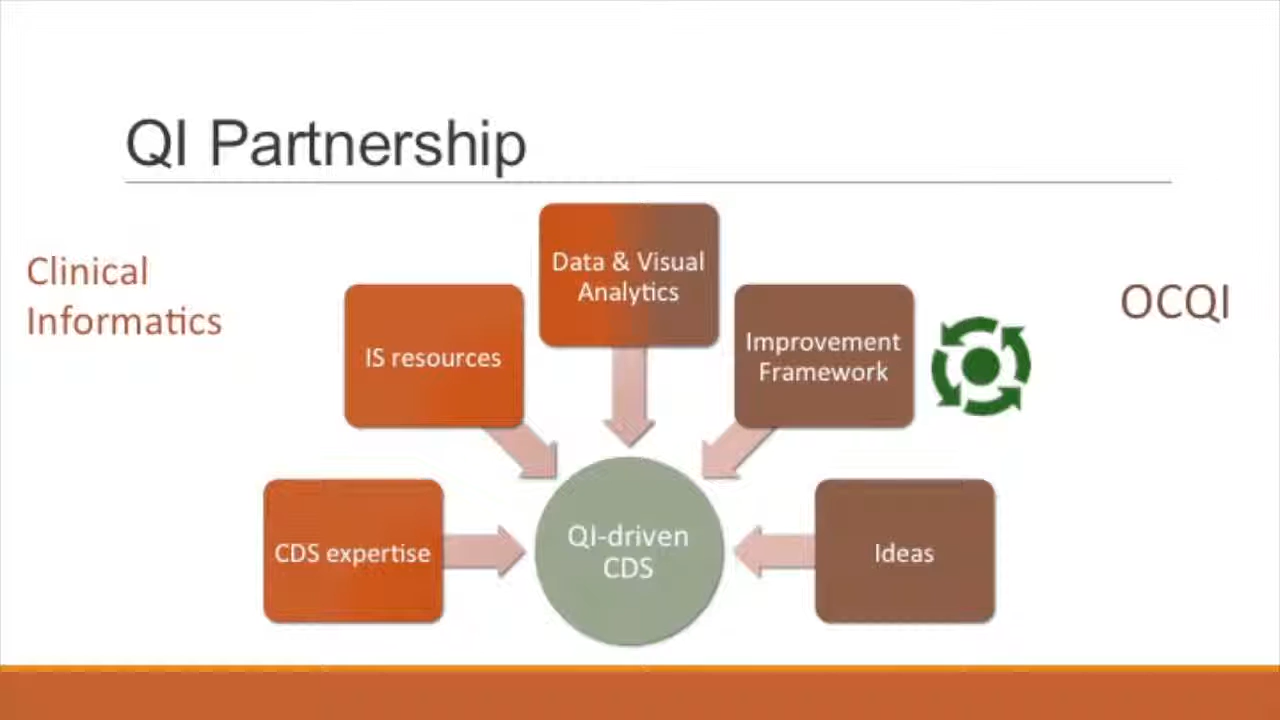 QI Partnership
Clinical
Informatics
OCQI
Data & Visual
Analytics
IS resources
Improvement
Framework
CDS expertise
QI-driven
CDS
Ideas